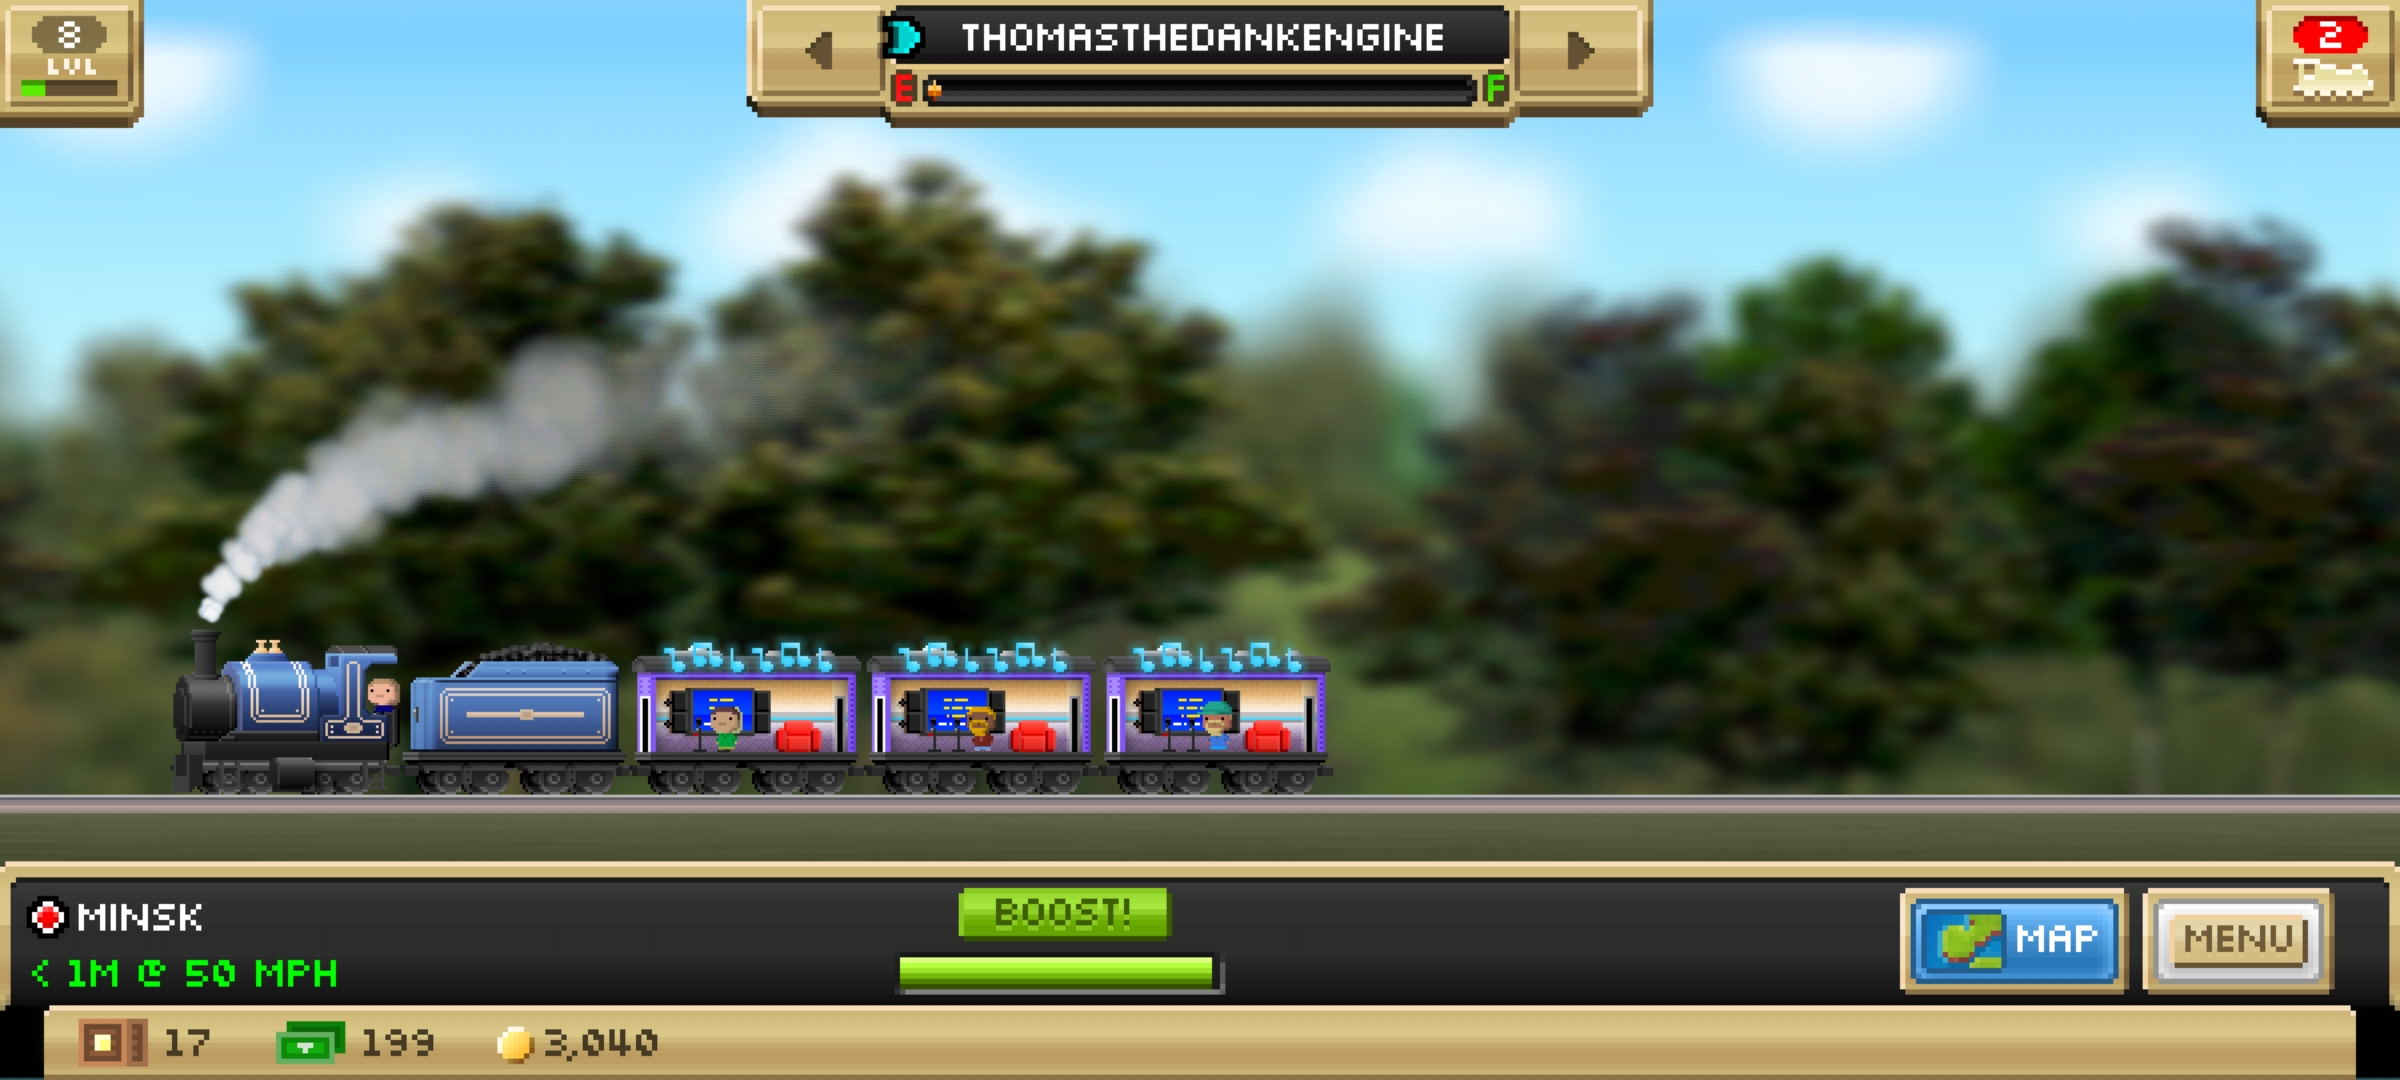 8
LVL
THOMASTHEDANKENGINE
E F
2
MINSK
< 1M @ 50 MPH
BOOST!
MAP
MENU
17
199
3,040